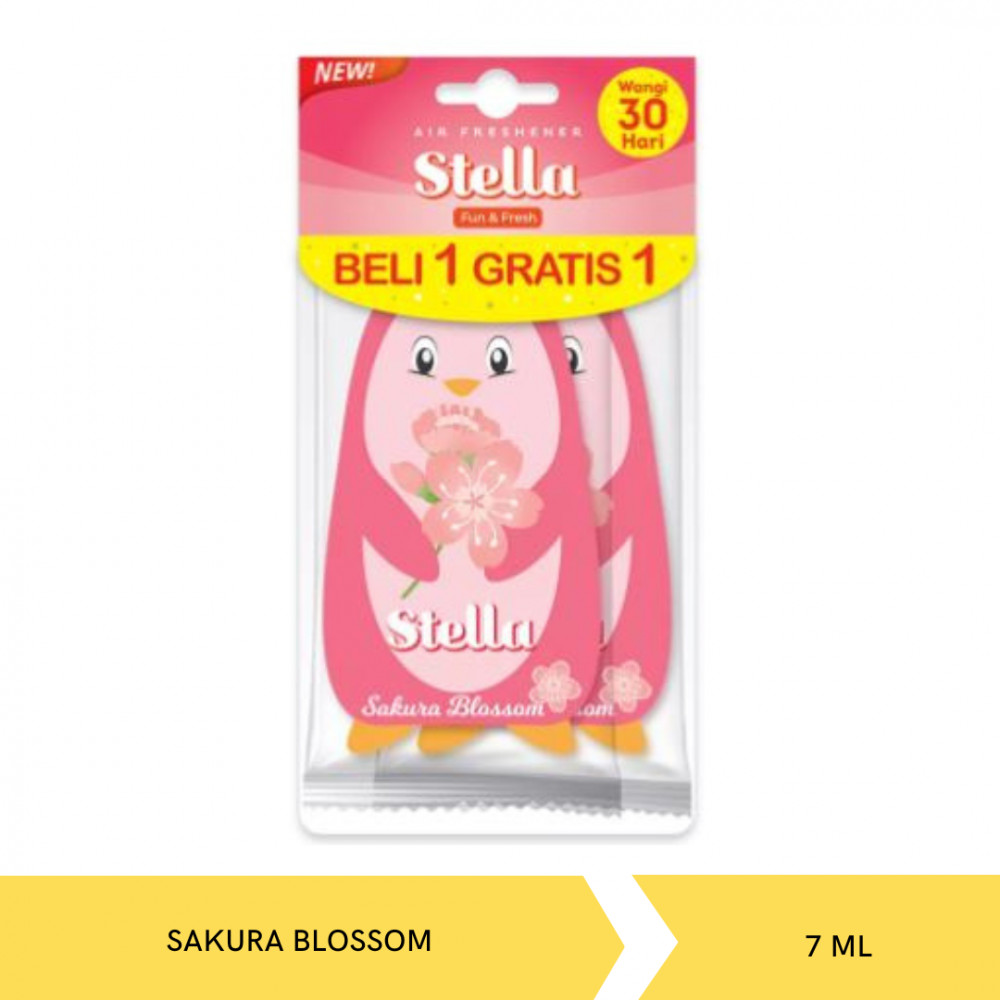 NEW!
Wangi
30
Hari
AIR FRESHENER
Stella
Fun & Fresh
BELI 1 GRATIS 1
Stella
Sakura Blossom
SAKURA BLOSSOM
7 ML